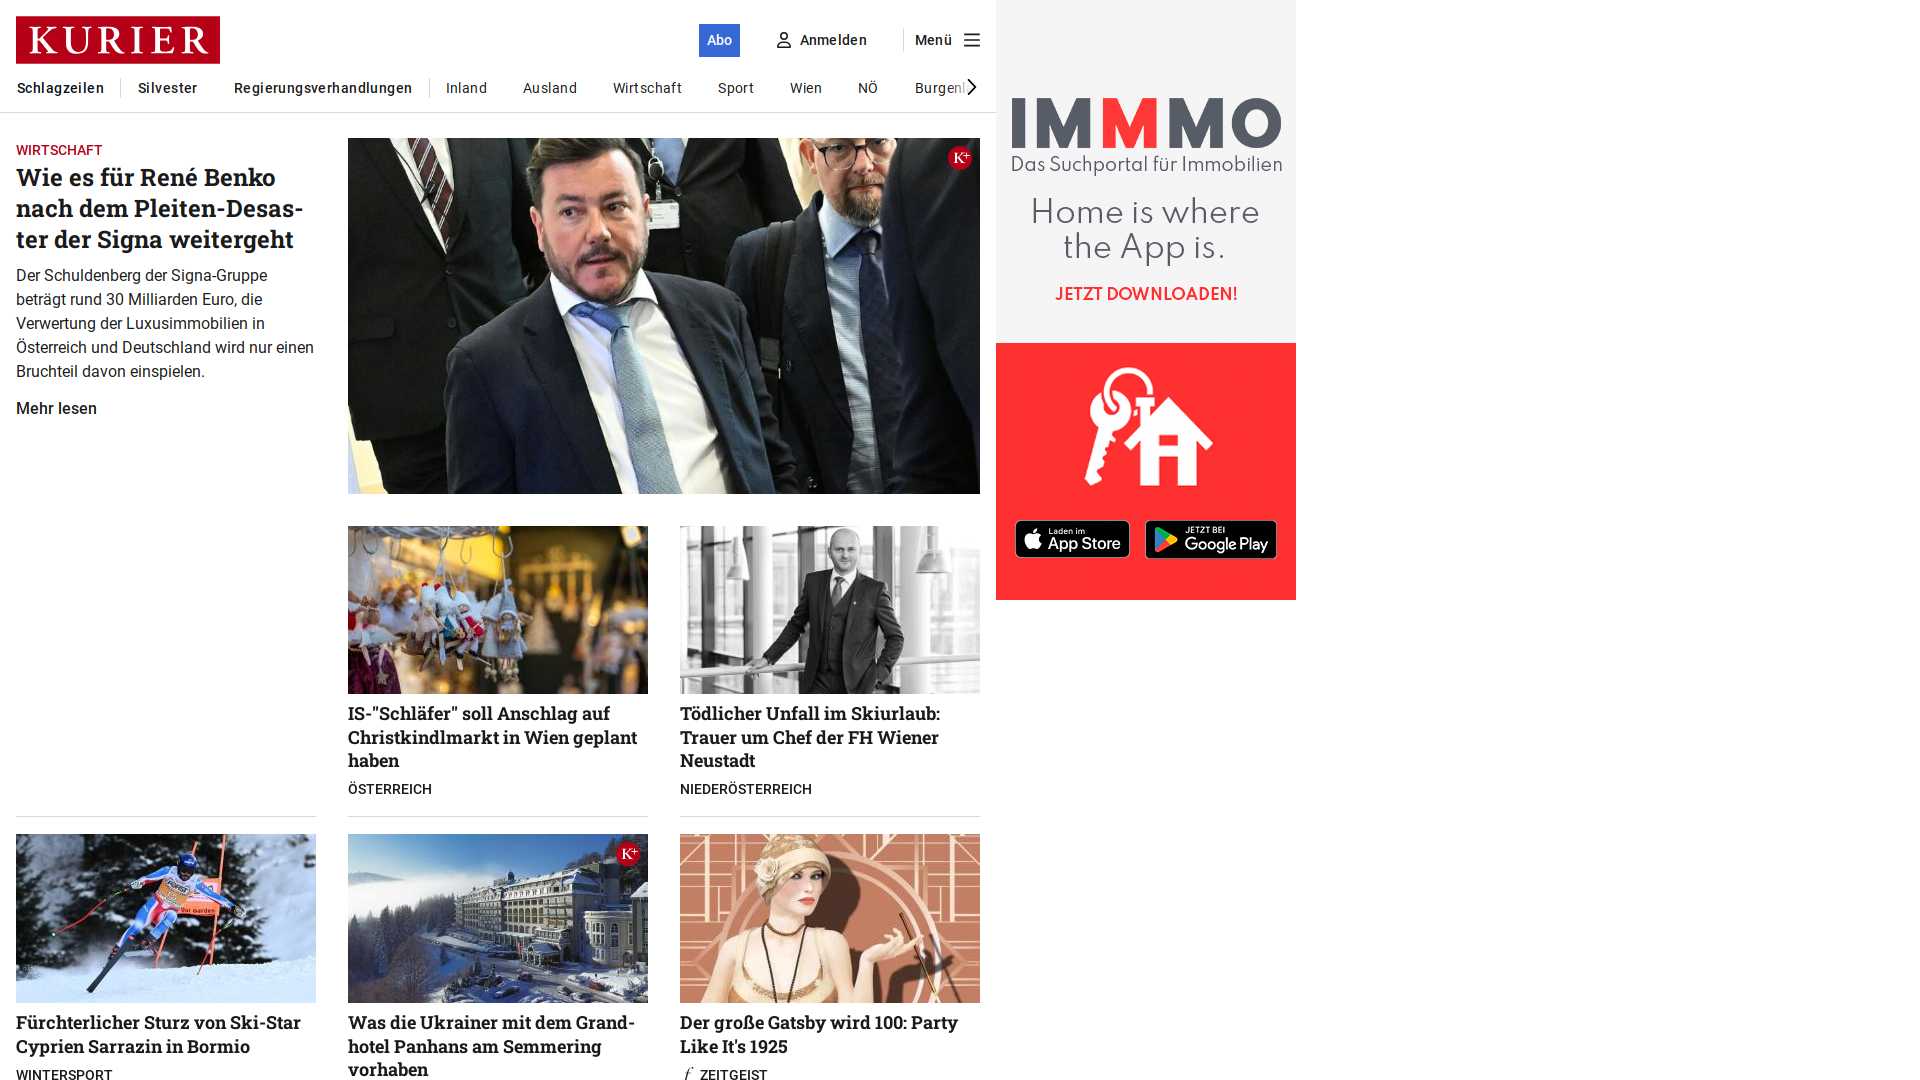 KURIER
Abo
Anmelden
Menü
Schlagzeilen
Silvester
Regierungsverhandlungen
Inland
Ausland
Wirtschaft
Sport
Wien
NÖ
WIRTSCHAFT
Wie es für René Benko
nach dem Pleiten-Desas-
ter der Signa weitergeht
Der Schuldenberg der Signa-Gruppe
beträgt rund 30 Milliarden Euro, die
Verwertung der Luxusimmobilien in
Österreich und Deutschland wird nur einen
Bruchteil davon einspielen.
Mehr lesen
K+
IS-"Schläfer" soll Anschlag auf
Christkindlmarkt in Wien geplant
haben
ÖSTERREICH
Tödlicher Unfall im Skiurlaub:
Trauer um Chef der FH Wiener
Neustadt
NIEDERÖSTERREICH
Fürchterlicher Sturz von Ski-Star
Cyprien Sarrazin in Bormio
WINTERSPORT
K+
Was die Ukrainer mit dem Grand-
hotel Panhans am Semmering
vorhaben
Der große Gatsby wird 100: Party
Like It's 1925
f ZEITGEIST
IMMMO
Das Suchportal für Immobilien
Home is where
the App is.
JETZT DOWNLOADEN!
Laden im
App Store
JETZT BEI
Google Play